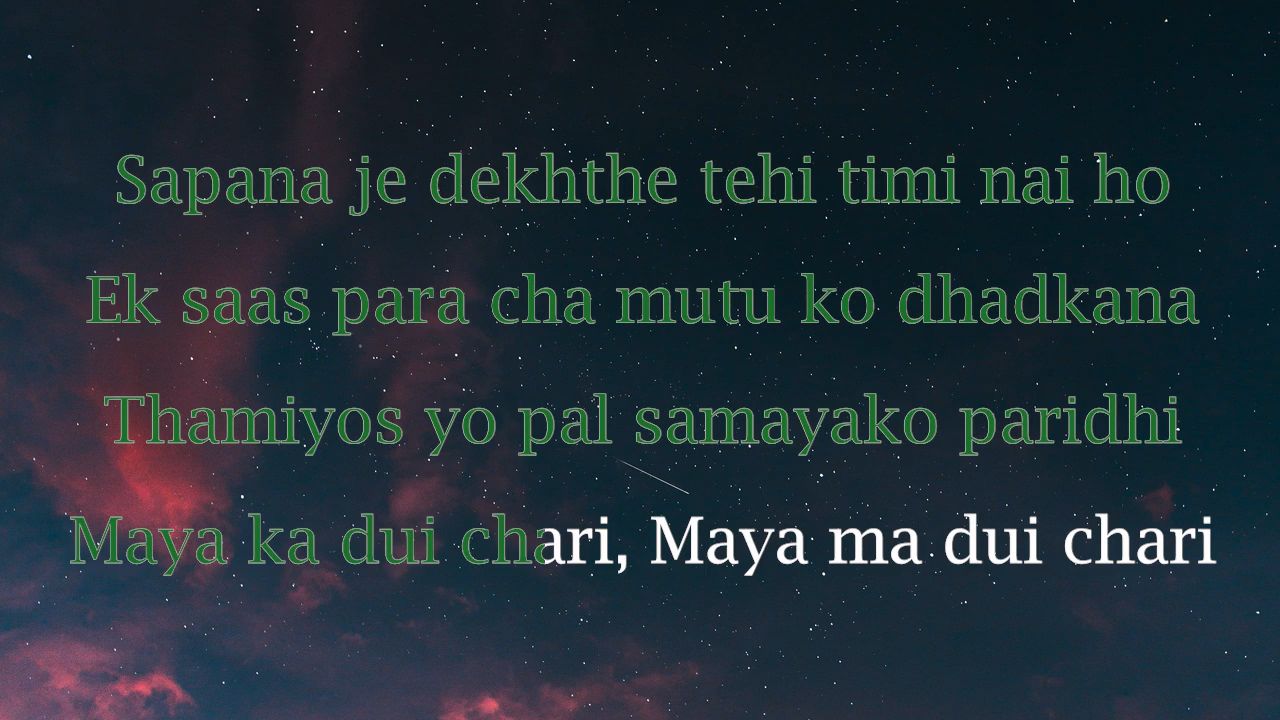 Sapana je dekhthe tehi timi nai ho
Ek saas para cha mutu ko dhadkana
Thamiyos yo pal samayako paridhi
Maya ka dui chari, Maya ma dui chari